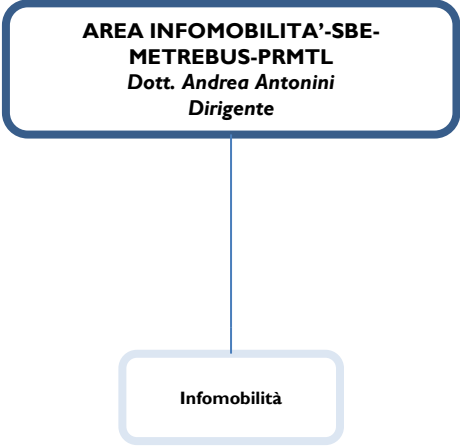 AREA INFOMOBILITA’-SBE-
METREBUS-PRMTL
Dott. Andrea Antonini
Dirigente
Infomobilità